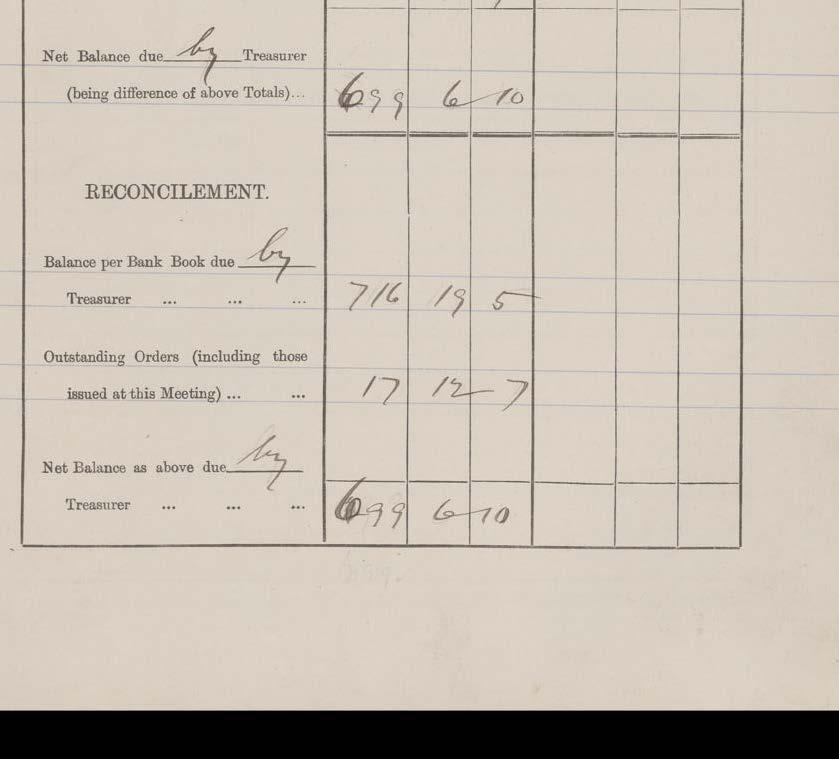 Net Balance due by Treasurer
(being difference of above Totals)... 699 6 10
RECONCILEMENT.
Balance per Bank Book due by
Treasurer ... ... ... 716 19 5
Outstanding Orders (including those
issued at this Meeting) ... ... 17 12 7
Net Balance as above due by
Treasurer ... ... ... 699 6 10